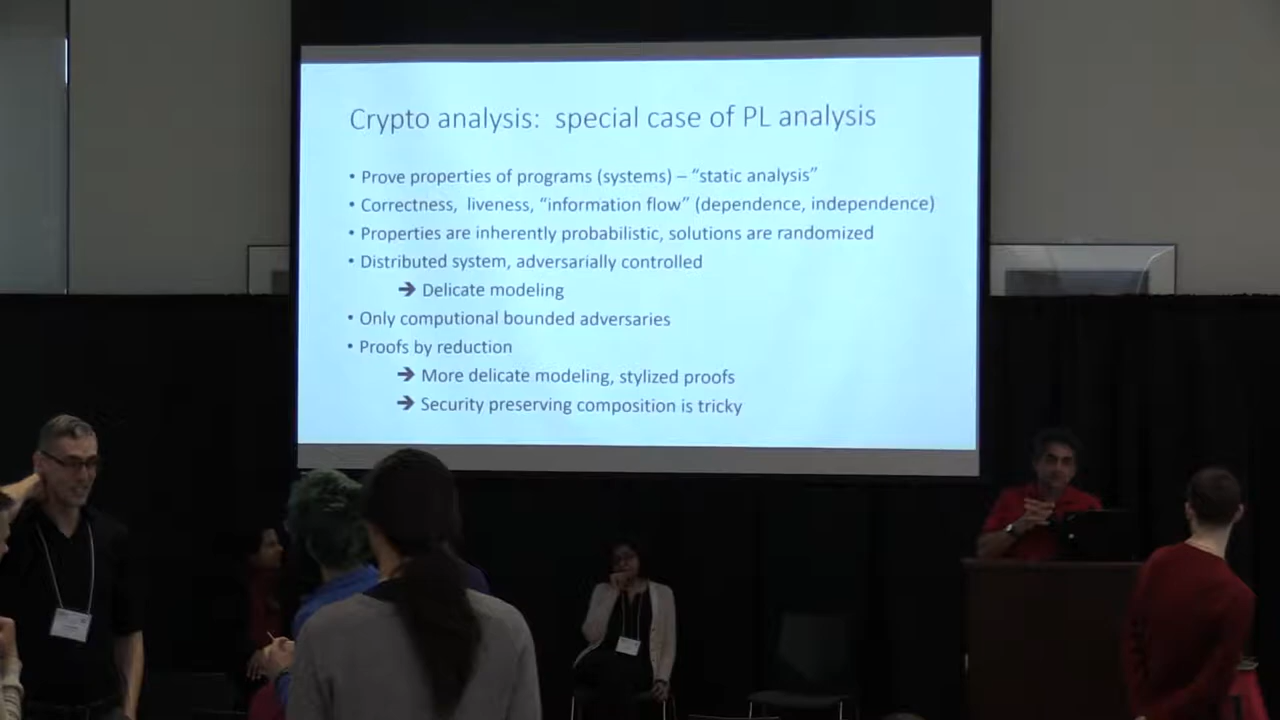 Crypto analysis: special case of PL analysis
• Prove properties of programs (systems) – “static analysis”
• Correctness, liveness, “information flow” (dependence, independence)
• Properties are inherently probabilistic, solutions are randomized
• Distributed system, adversarially controlled
➔ Delicate modeling
• Only computional bounded adversaries
• Proofs by reduction
➔ More delicate modeling, stylized proofs
➔ Security preserving composition is tricky